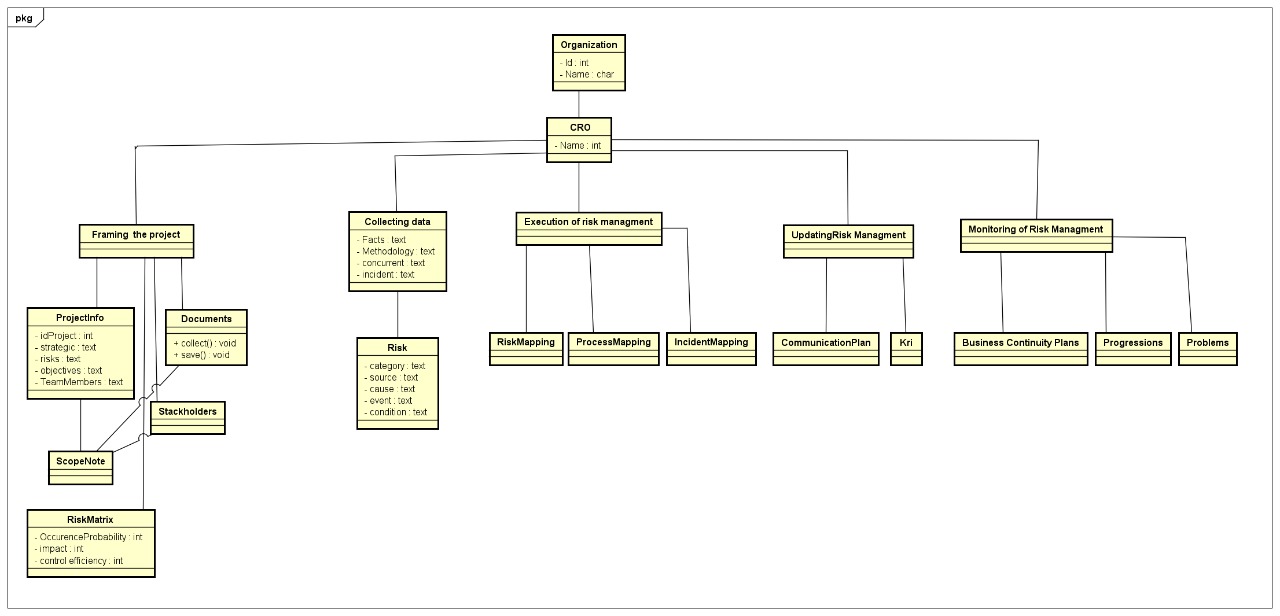 pkg
Organization
- Id : int
- Name : char
CRO
- Name : int
Framing the project
Collecting data
- Facts : text
- Methodology : text
- concurrent : text
- incident : text
Execution of risk managment
UpdatingRisk Managment
Monitoring of Risk Managment
ProjectInfo
- idProject : int
- strategic : text
- risks : text
- objectives : text
- TeamMembers : text
Documents
+ collect() : void
+ save() : void
Risk
- category : text
- source : text
- cause : text
- event : text
- condition : text
RiskMapping
ProcessMapping
IncidentMapping
CommunicationPlan
Kri
Business Continuity Plans
Progressions
Problems
Stackholders
ScopeNote
RiskMatrix
- OccurenceProbability : int
- impact : int
- control efficiency : int